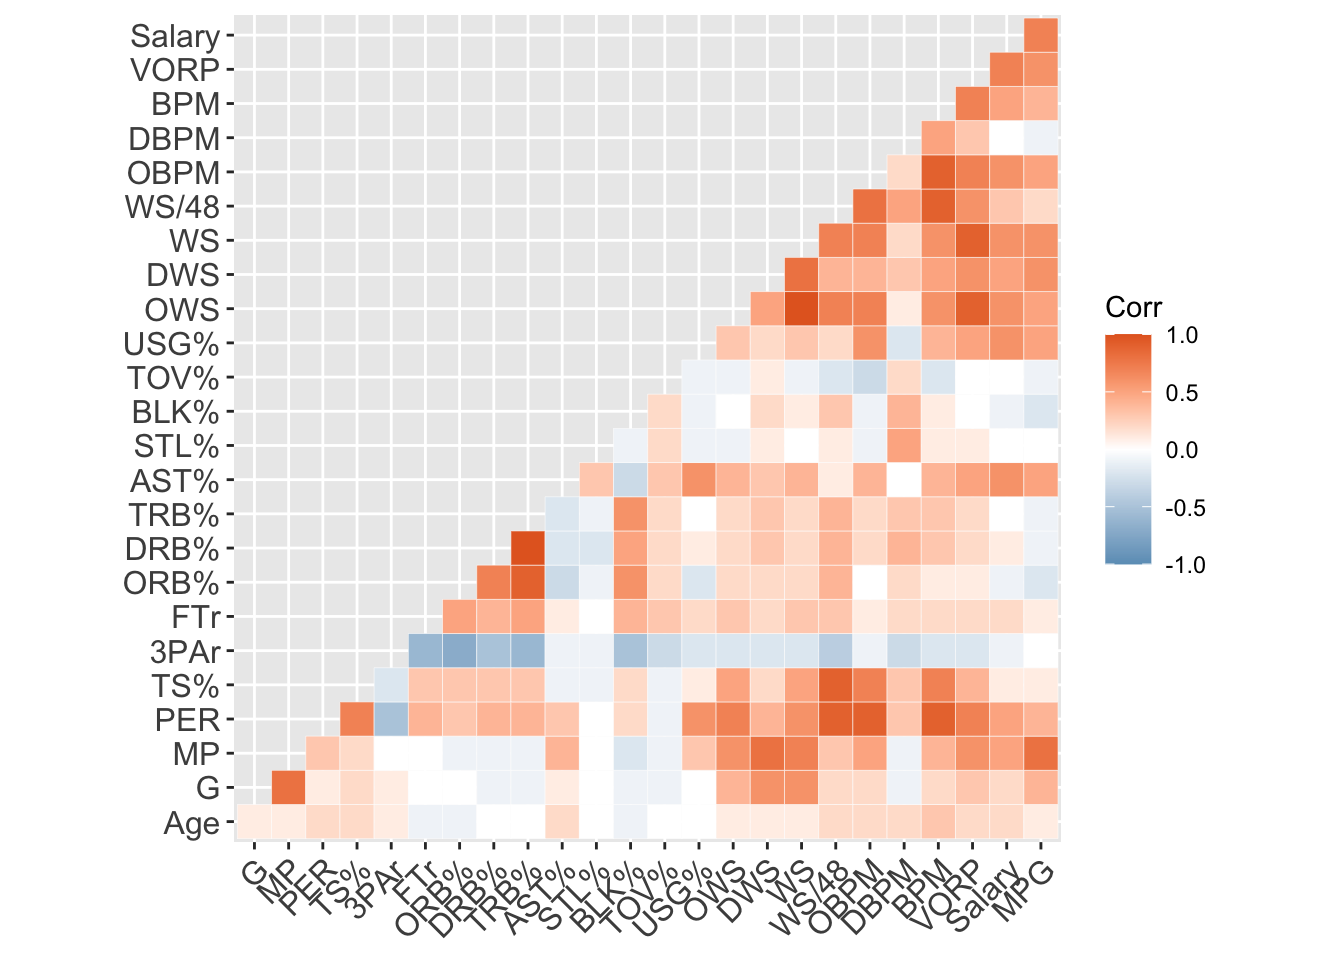 Salary
VORP
BPM
DBPM
OBPM
WS/48
WS
DWS
OWS
USG%
TOV%
BLK%
STL%
AST%
TRB%
DRB%
ORB%
FTr
3PAr
TS%
PER
MP
G
Age
G
MP
PER
TS%
3PAr
FTr
ORB%
DRB%
TRB%
AST%
STL%
BLK%
TOV%
USG%
OWS
DWS
WS
WS/48
OBPM
DBPM
BPM
VORP
Salary
MPG
Corr
1.0
0.5
0.0
-0.5
-1.0